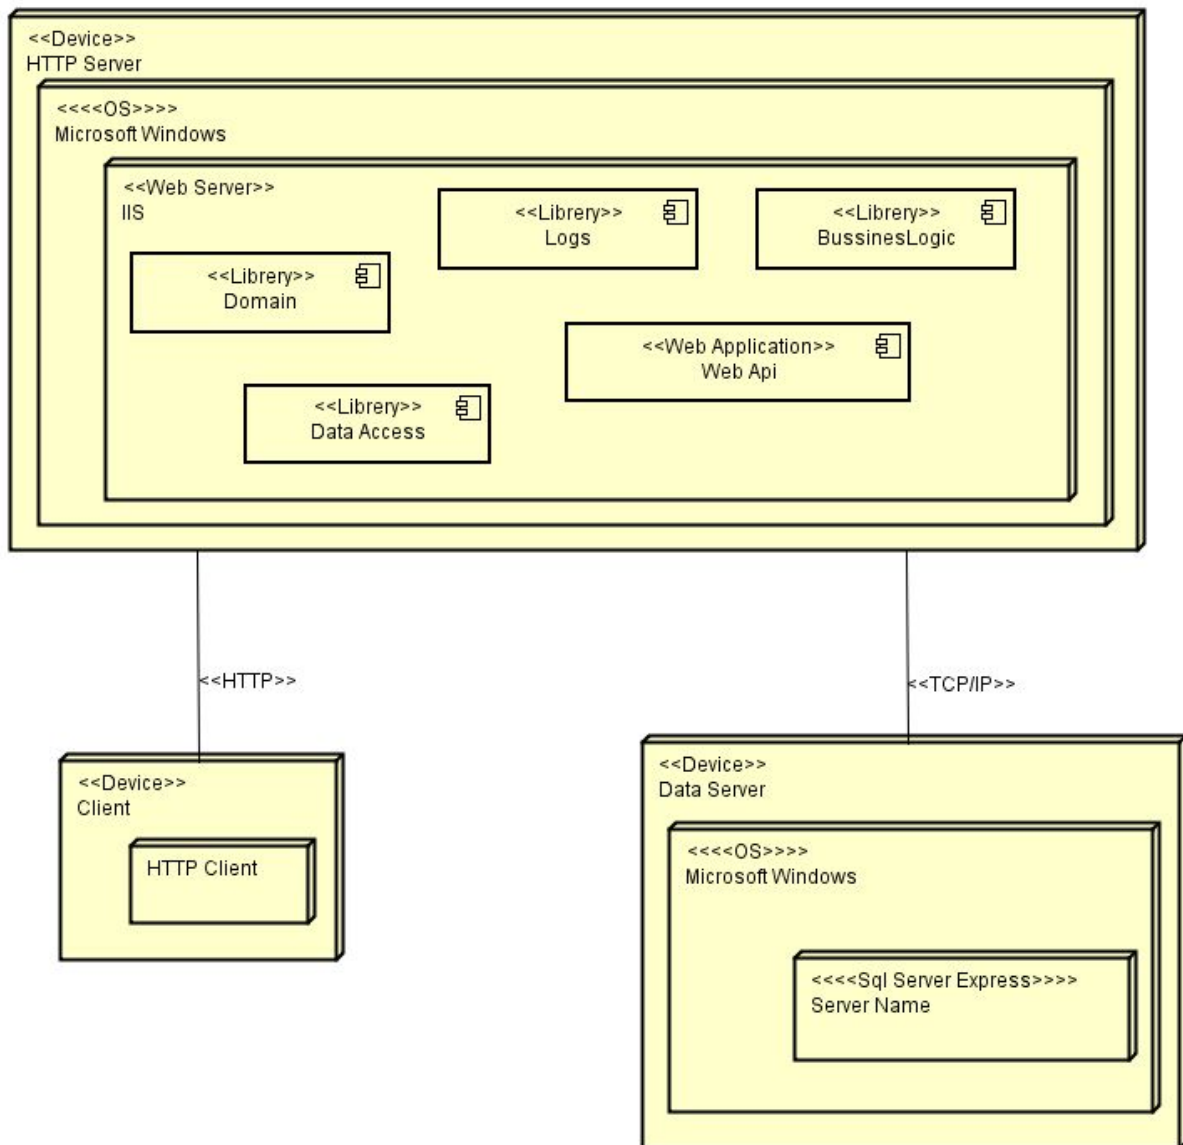 <<Device>>
HTTP Server
<<<<OS>>>>
Microsoft Windows
<<Web Server>>
IIS
<<Librery>>
Logs
<<Librery>>
BussinesLogic
<<Librery>>
Domain
<<Web Application>>
Web Api
<<Librery>>
Data Access
<<HTTP>>
<<TCP/IP>>
<<Device>>
Client
HTTP Client
<<Device>>
Data Server
<<<<OS>>>>
Microsoft Windows
<<<<Sql Server Express>>>>
Server Name